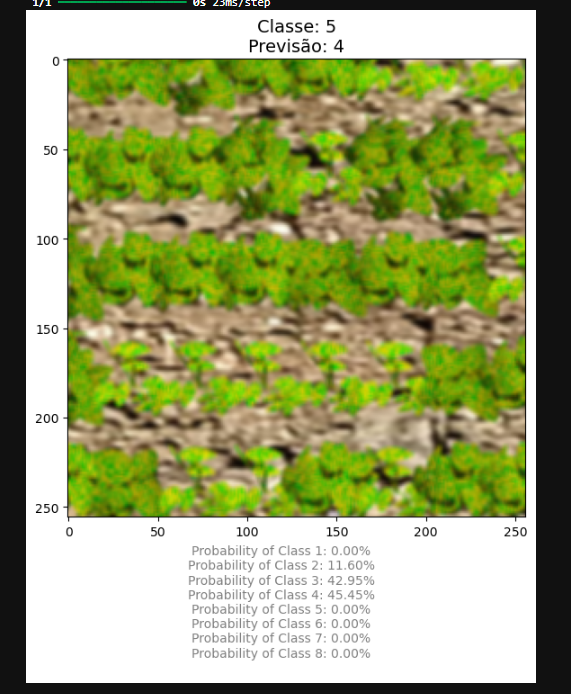 1/1 ━━━━━━━━━━━━━━━━━━━━ 0s 23ms/step
Classe: 5
Previsão: 4
0
50
100
150
200
250
0 50 100 150 200 250
Probability of Class 1: 0.00%
Probability of Class 2: 11.60%
Probability of Class 3: 42.95%
Probability of Class 4: 45.45%
Probability of Class 5: 0.00%
Probability of Class 6: 0.00%
Probability of Class 7: 0.00%
Probability of Class 8: 0.00%